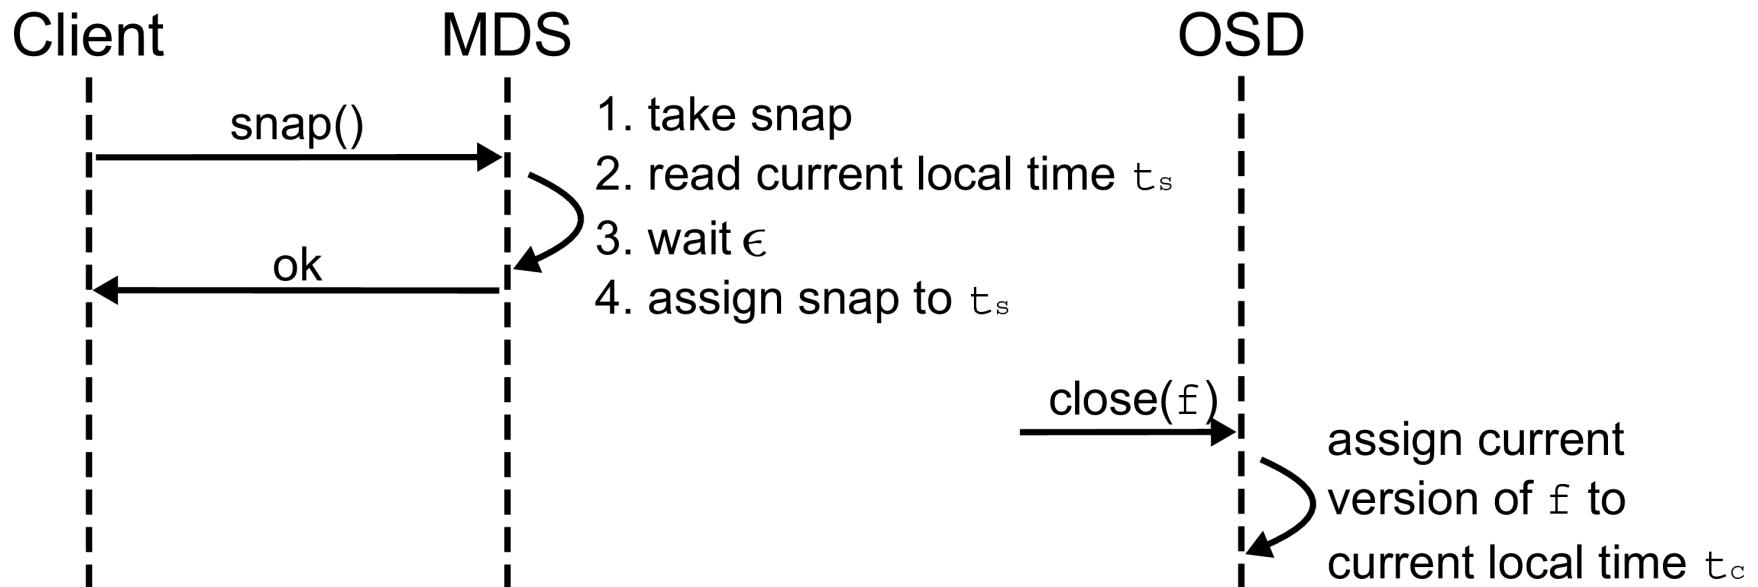 Client MDS OSD
snap()
1. take snap
2. read current local time ts
3. wait ϵ
ok
4. assign snap to ts
close(f)
assign current
version of f to
current local time tc